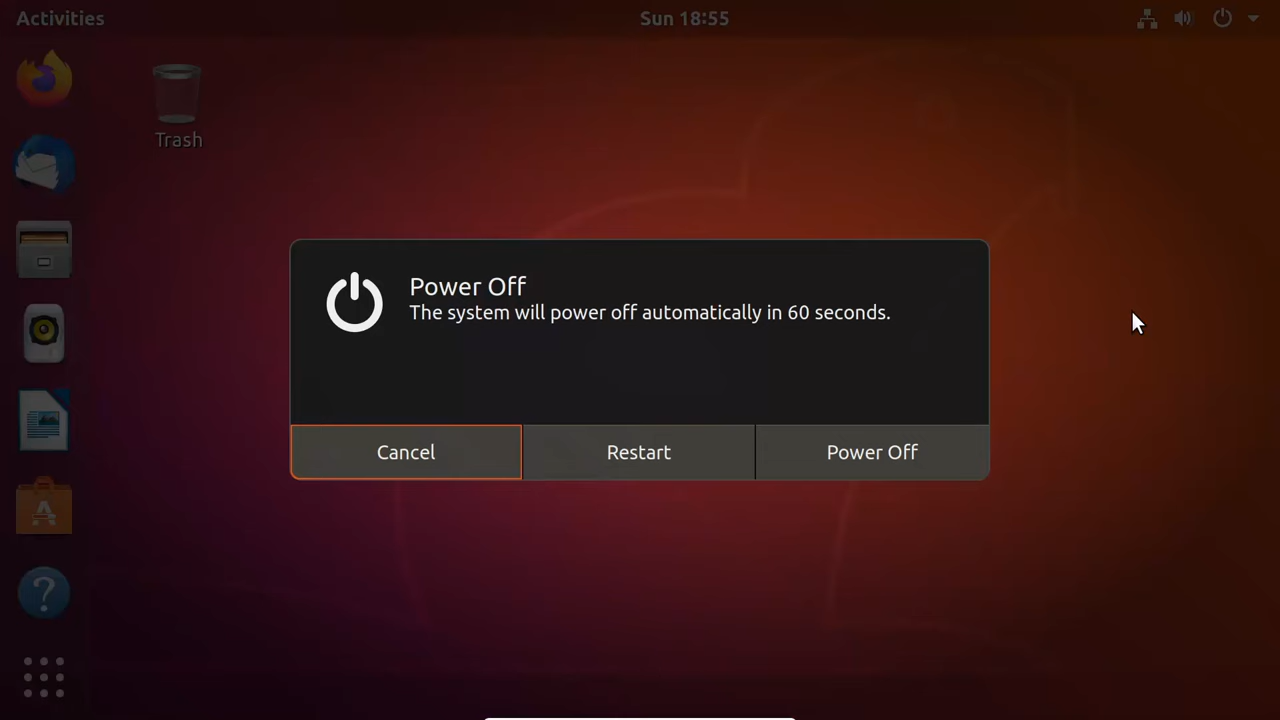 Activities
Sun 18:55
Trash
Power Off
The system will power off automatically in 60 seconds.
Cancel
Restart
Power Off